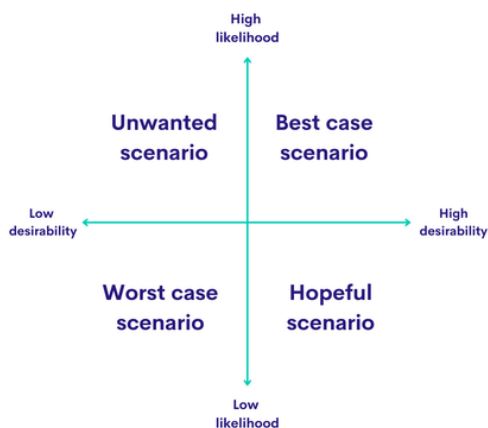 High
likelihood
Unwanted
scenario
Best case
scenario
Low
desirability
High
desirability
Worst case
scenario
Hopeful
scenario
Low
likelihood